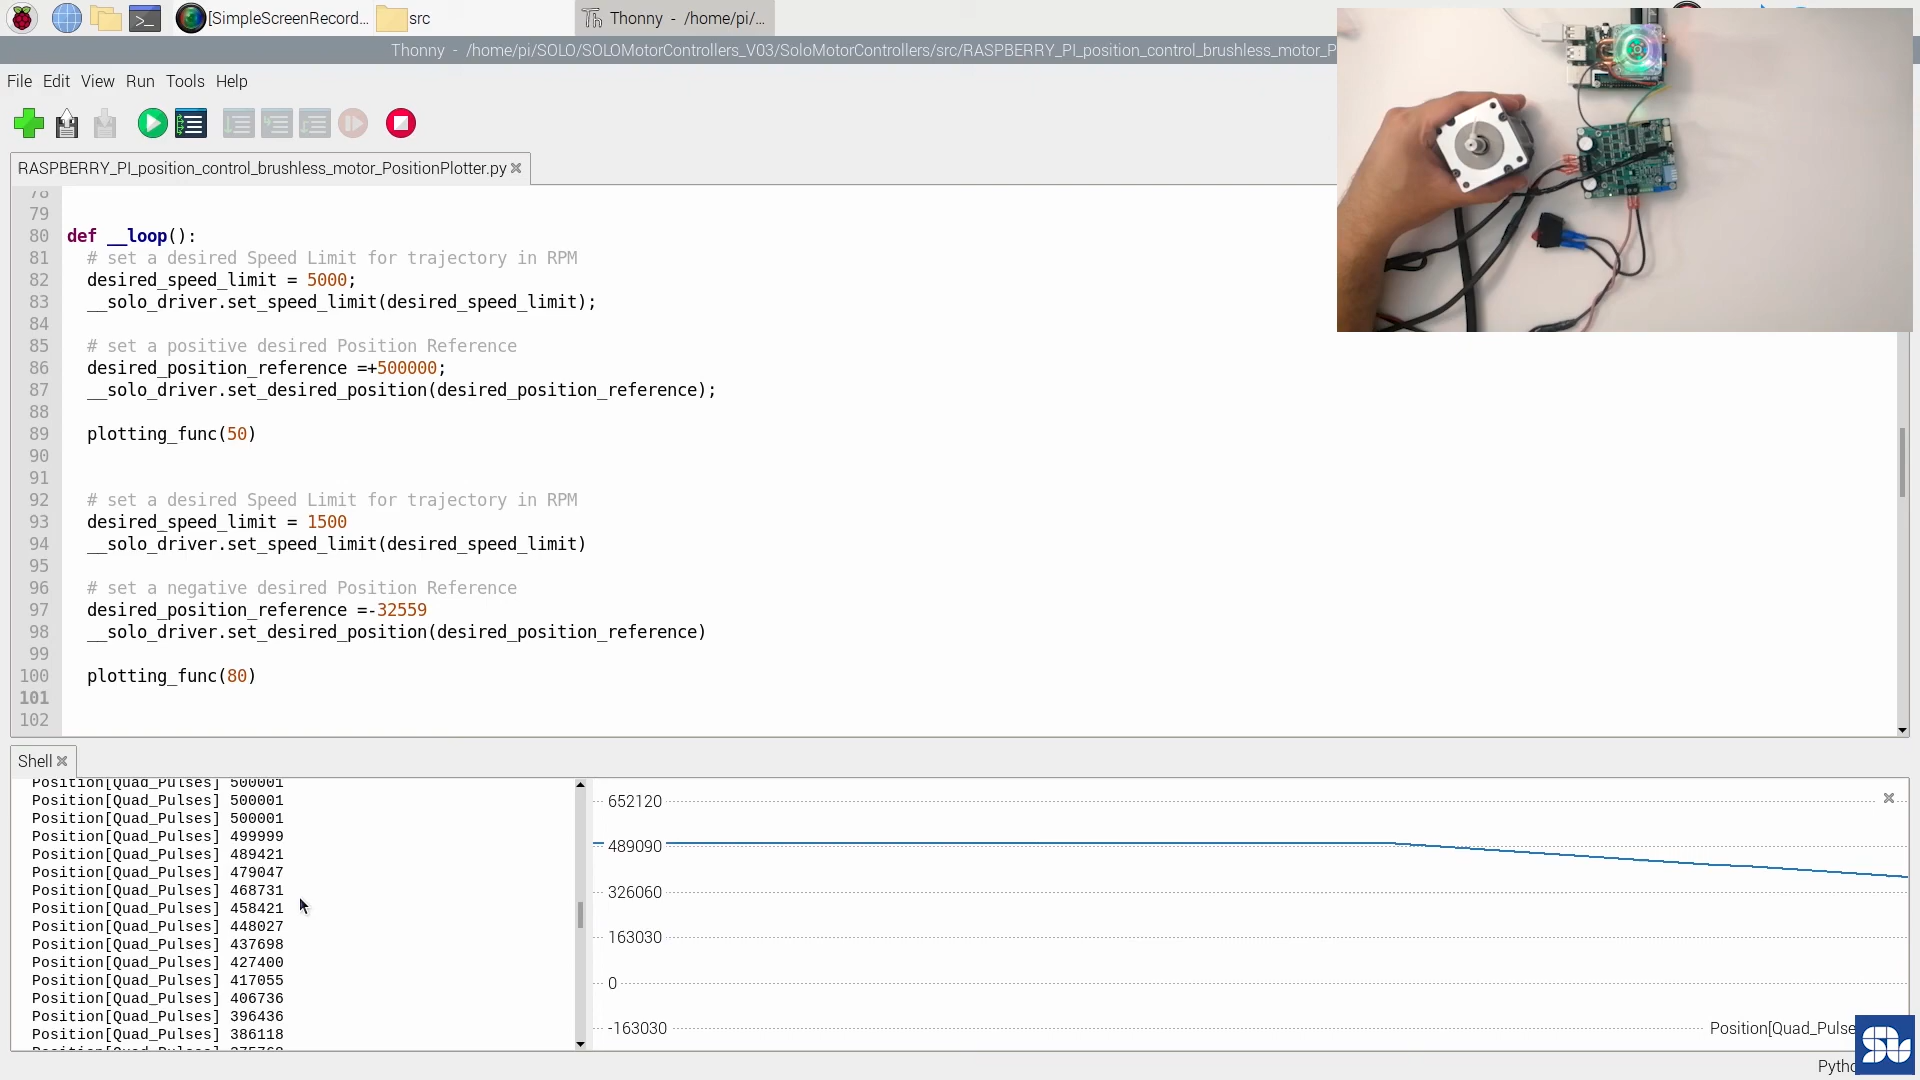 [SimpleScreenRecord...
src
Thonny - /home/pi/...
Thonny - /home/pi/SOLO/SOLOMotorControllers_V03/SoloMotorControllers/src/RASPBERRY_PI_position_control_brushless_motor_P
File Edit View Run Tools Help
RASPBERRY_PI_position_control_brushless_motor_PositionPlotter.py
78
79
80 def __loop():
81 # set a desired Speed Limit for trajectory in RPM
82 desired_speed_limit = 5000;
83 __solo_driver.set_speed_limit(desired_speed_limit);
84
85 # set a positive desired Position Reference
86 desired_position_reference =+500000;
87 __solo_driver.set_desired_position(desired_position_reference);
88
89 plotting_func(50)
90
91
92 # set a desired Speed Limit for trajectory in RPM
93 desired_speed_limit = 1500
94 __solo_driver.set_speed_limit(desired_speed_limit)
95
96 # set a negative desired Position Reference
97 desired_position_reference =-32559
98 __solo_driver.set_desired_position(desired_position_reference)
99
100 plotting_func(80)
101
102
Shell
Position[Quad_Pulses] 500001
Position[Quad_Pulses] 500001
Position[Quad_Pulses] 500001
Position[Quad_Pulses] 499999
Position[Quad_Pulses] 489421
Position[Quad_Pulses] 479047
Position[Quad_Pulses] 468731
Position[Quad_Pulses] 458421
Position[Quad_Pulses] 448027
Position[Quad_Pulses] 437698
Position[Quad_Pulses] 427400
Position[Quad_Pulses] 417055
Position[Quad_Pulses] 406736
Position[Quad_Pulses] 396436
Position[Quad_Pulses] 386118
652120
489090
326060
163030
0
-163030
Position[Quad_Pulse
Pytho